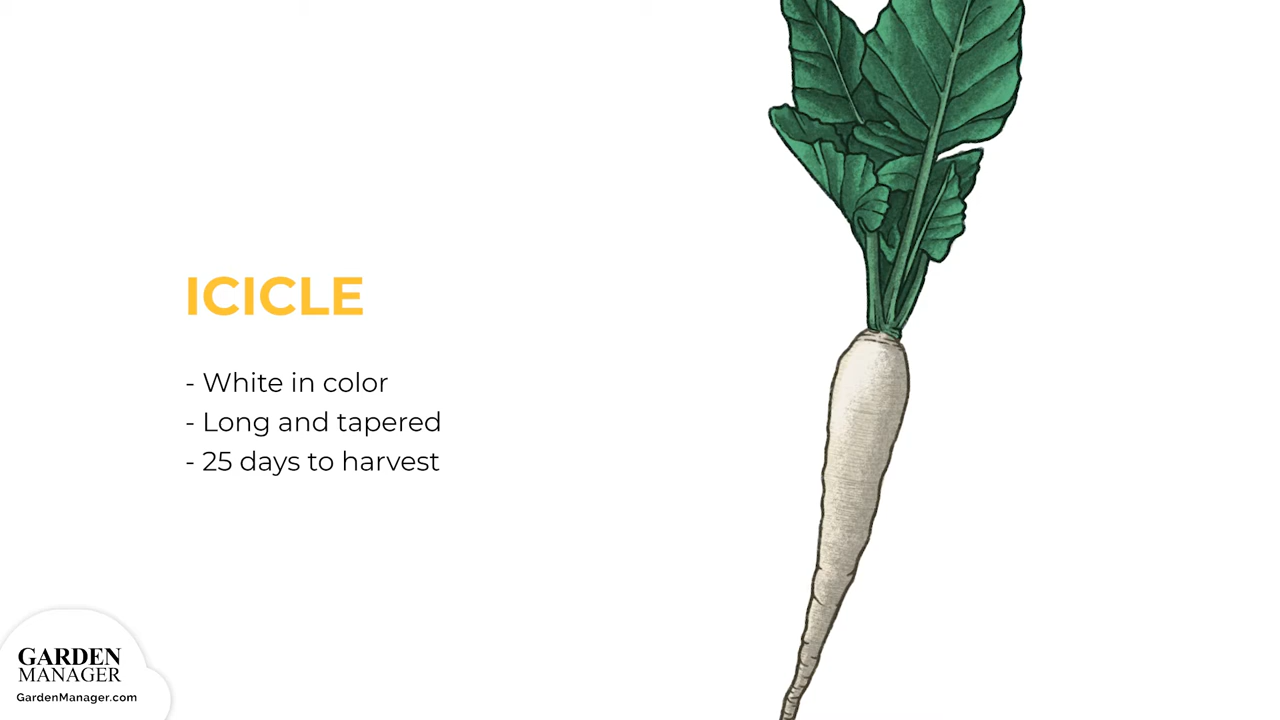 ICICLE
- White in color
- Long and tapered
- 25 days to harvest
GARDEN
MANAGER
GardenManager.com